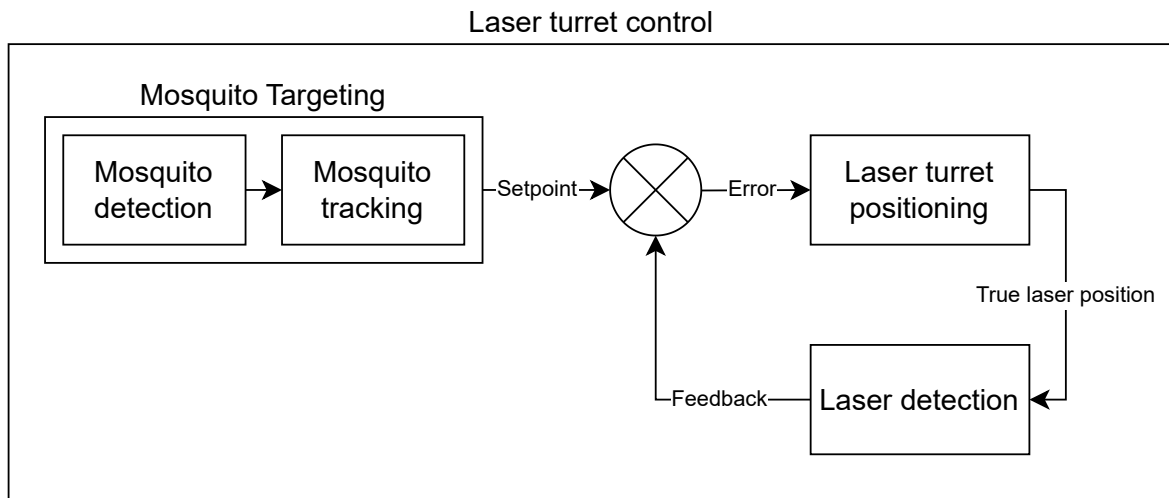 Laser turret control
Mosquito Targeting
Mosquito
detection
Mosquito
tracking
Setpoint
Error
Laser turret
positioning
True laser position
Feedback
Laser detection